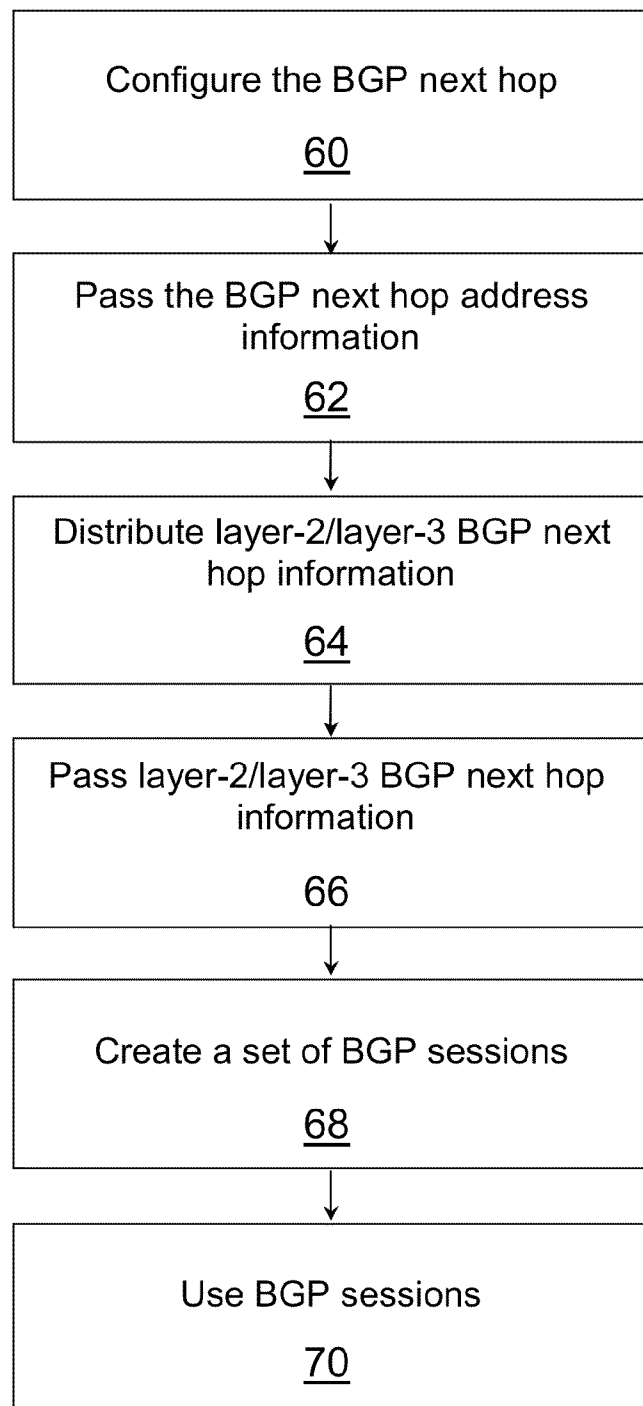 Configure the BGP next hop
60
Pass the BGP next hop address
information
62
Distribute layer-2/layer-3 BGP next
hop information
64
Pass layer-2/layer-3 BGP next hop
information
66
Create a set of BGP sessions
68
Use BGP sessions
70